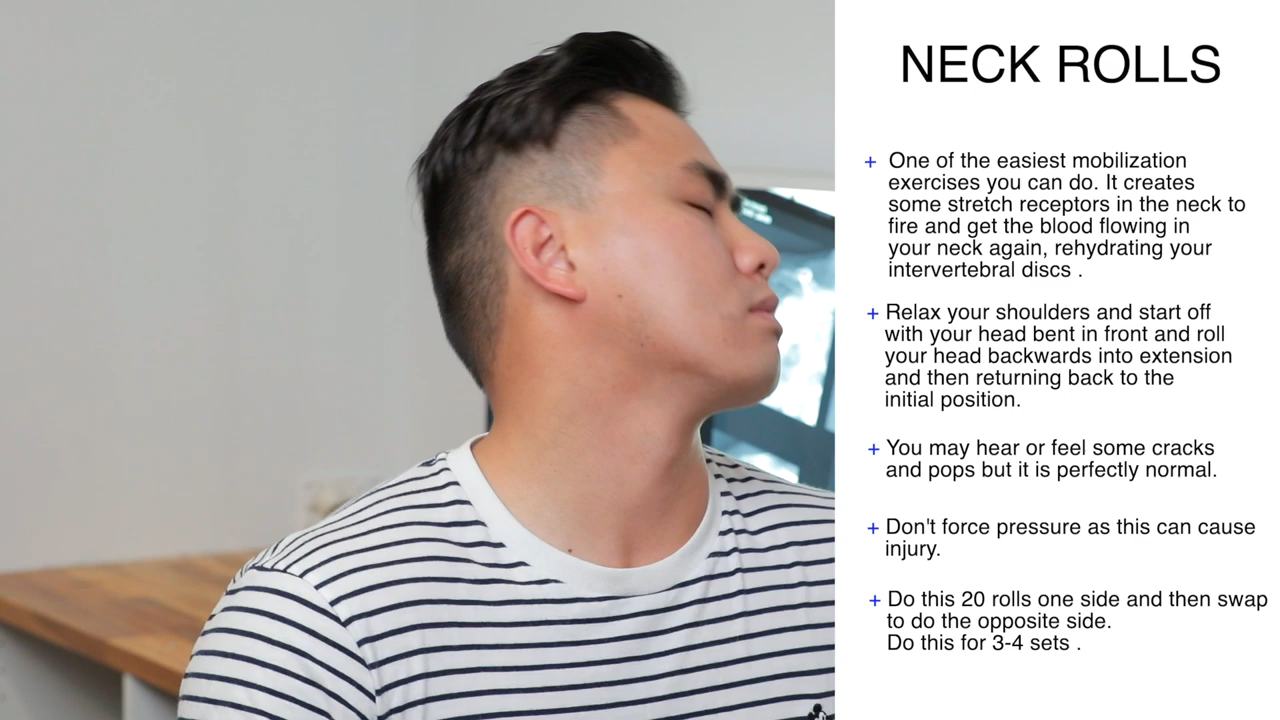 NECK ROLLS
+ One of the easiest mobilization
exercises you can do. It creates
some stretch receptors in the neck to
fire and get the blood flowing in
your neck again, rehydrating your
intervertebral discs .
+ Relax your shoulders and start off
with your head bent in front and roll
your head backwards into extension
and then returning back to the
initial position.
+ You may hear or feel some cracks
and pops but it is perfectly normal.
+ Don't force pressure as this can cause
injury.
+ Do this 20 rolls one side and then swap
to do the opposite side.
Do this for 3-4 sets .